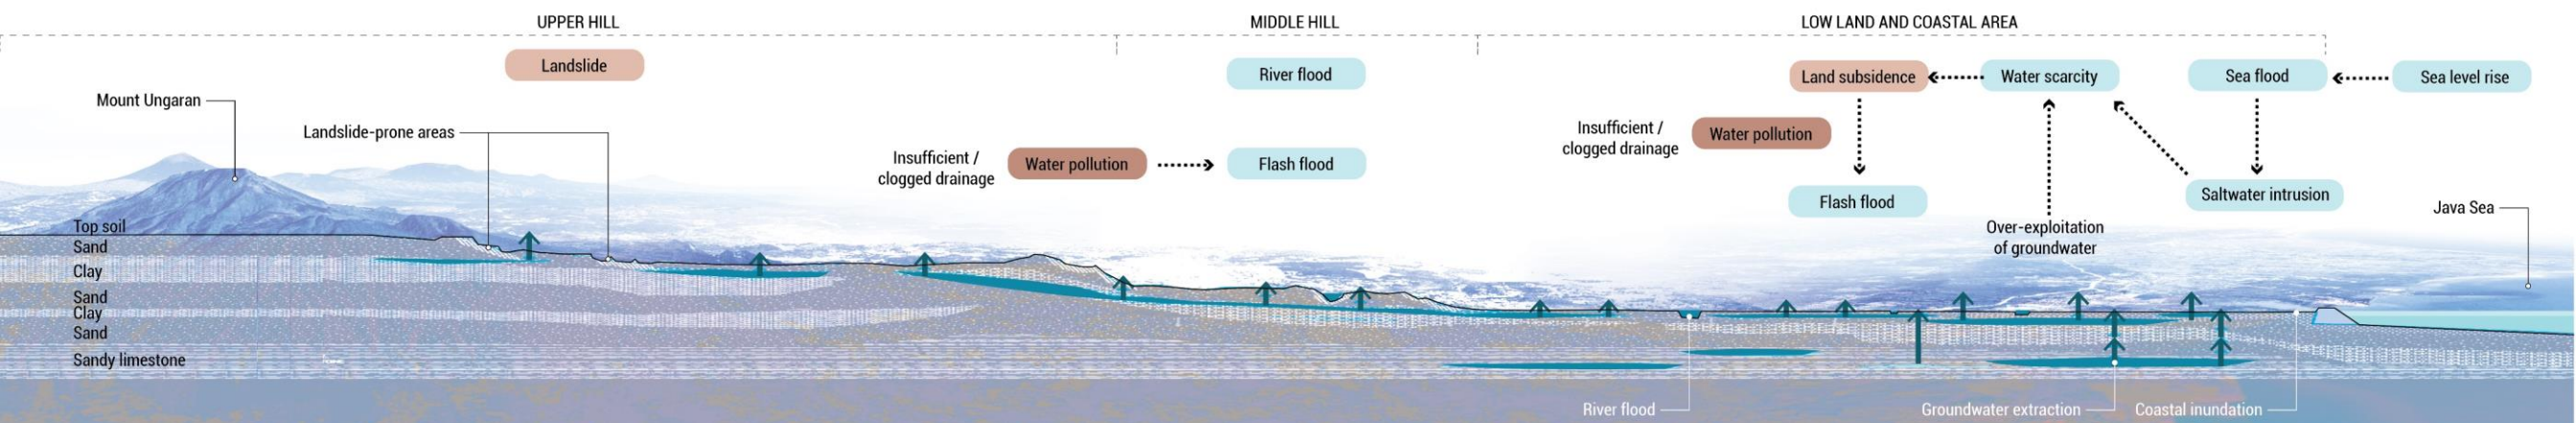 UPPER HILL
MIDDLE HILL
LOW LAND AND COASTAL AREA
Landslide
Mount Ungaran
Landslide-prone areas
Insufficient /
clogged drainage
Water pollution
River flood
Flash flood
Insufficient /
clogged drainage
Water pollution
Land subsidence
Water scarcity
Sea flood
Sea level rise
Flash flood
Saltwater intrusion
Over-exploitation
of groundwater
Java Sea
Top soil
Sand
Clay
Sand
Clay
Sand
Sandy limestone
River flood
Groundwater extraction
Coastal inundation